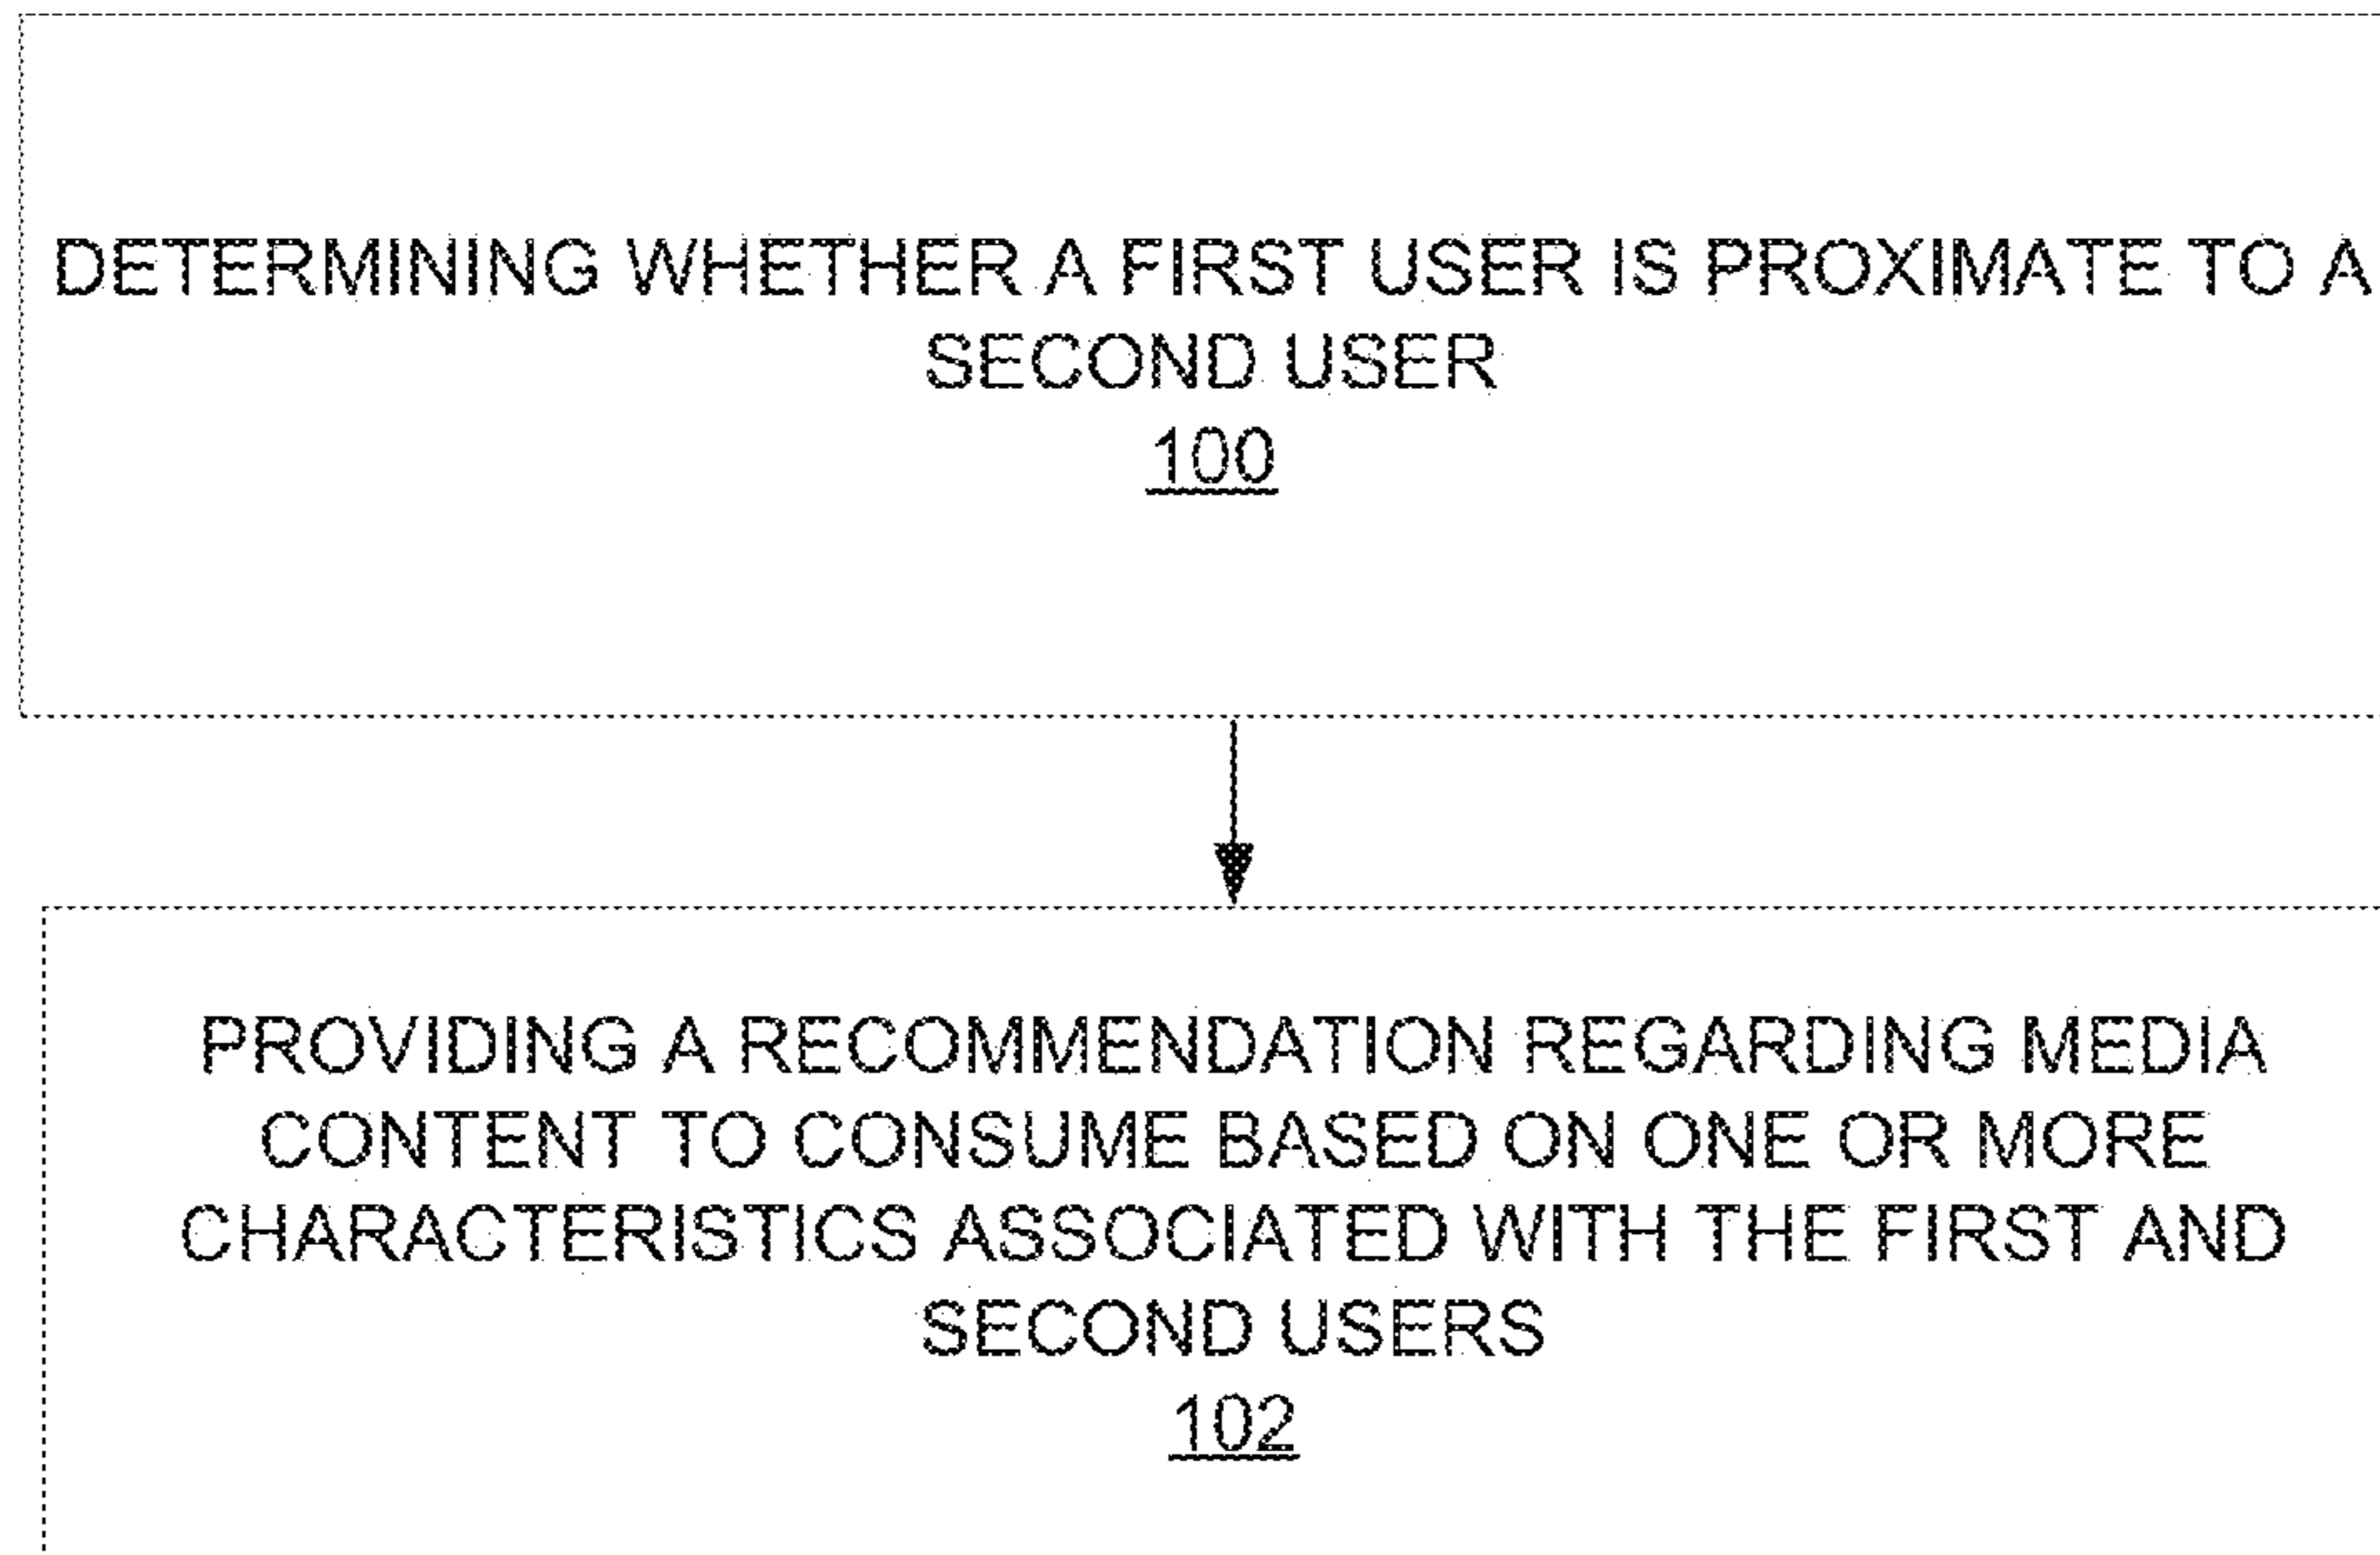 DETERMINING WHETHER A FIRST USER IS PROXIMATE TO A
SECOND USER
100
PROVIDING A RECOMMENDATION REGARDING MEDIA
CONTENT TO CONSUME BASED ON ONE OR MORE
CHARACTERISTICS ASSOCIATED WITH THE FIRST AND
SECOND USERS
102